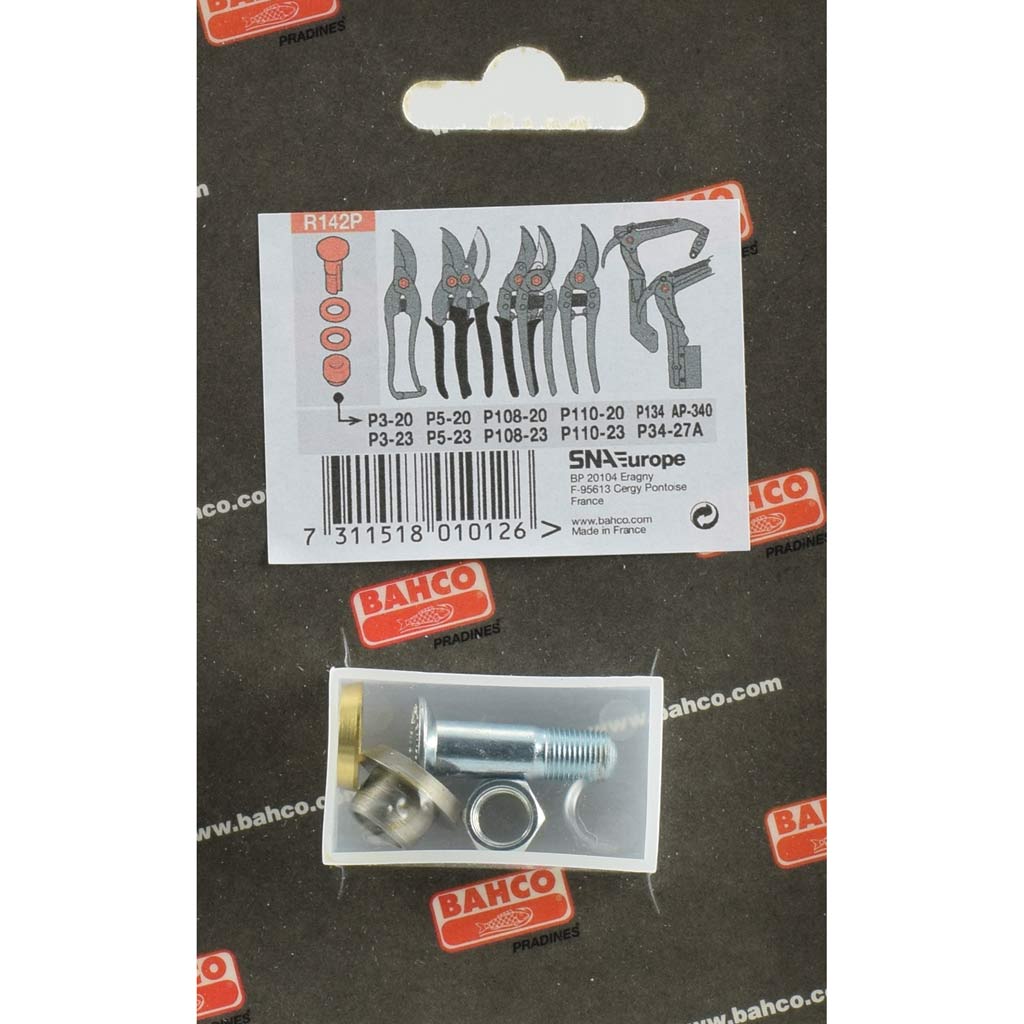 PRADINES
R142P
P3-20 P5-20 P108-20 P110-20 P134 AP-340
P3-23 P5-23 P108-23 P110-23 P34-27A
SNA Europe
BP 20104 Eragny
F-95613 Cergy Pontoise
France
www.bahco.com
Made in France
7 311518 010126 >
BAHCO
PRADINES
BAHCO
PRADINES
www.bahco.com
www.bahco.com
BAHCO
PRADINES
BAHCO